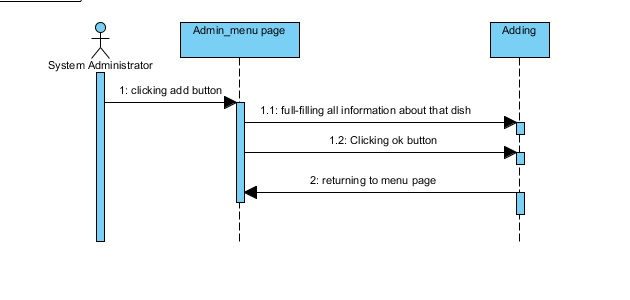 Admin_menu page
Adding
System Administrator
1: clicking add button
1.1: full-filling all information about that dish
1.2: Clicking ok button
2: returning to menu page